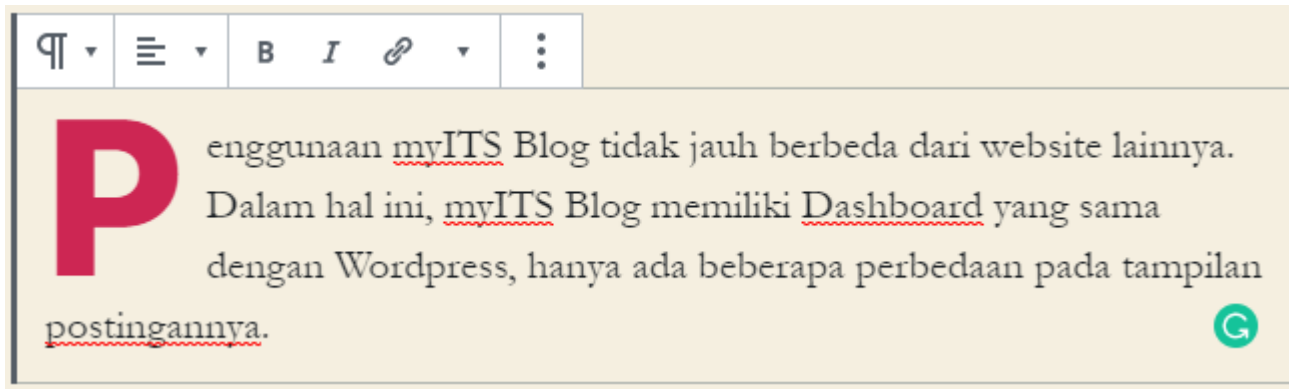 B I
Penggunaan myITS Blog tidak jauh berbeda dari website lainnya.
Dalam hal ini, myITS Blog memiliki Dashboard yang sama
dengan Wordpress, hanya ada beberapa perbedaan pada tampilan
postingannya.